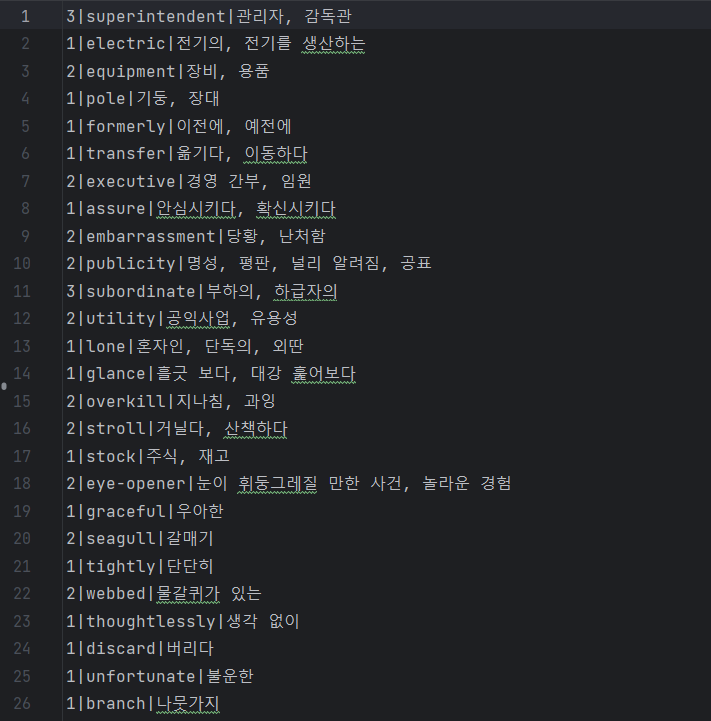 1 3|superintendent|관리자, 감독관
2 1|electric|전기의, 전기를 생산하는
3 2|equipment|장비, 용품
4 1|pole|기둥, 장대
5 1|formerly|이전에, 예전에
6 1|transfer|옮기다, 이동하다
7 2|executive|경영 간부, 임원
8 1|assure|안심시키다, 확신시키다
9 2|embarrassment|당황, 난처함
10 2|publicity|명성, 평판, 널리 알려짐, 공표
11 3|subordinate|부하의, 하급자의
12 2|utility|공익사업, 유용성
13 1|lone|혼자인, 단독의, 외딴
14 1|glance|흘긋 보다, 대강 훑어보다
15 2|overkill|지나침, 과잉
16 2|stroll|거닐다, 산책하다
17 1|stock|주식, 재고
18 2|eye-opener|눈이 휘둥그레질 만한 사건, 놀라운 경험
19 1|graceful|우아한
20 2|seagull|갈매기
21 1|tightly|단단히
22 2|webbed|물갈퀴가 있는
23 1|thoughtlessly|생각 없이
24 1|discard|버리다
25 1|unfortunate|불운한
26 1|branch|나뭇가지